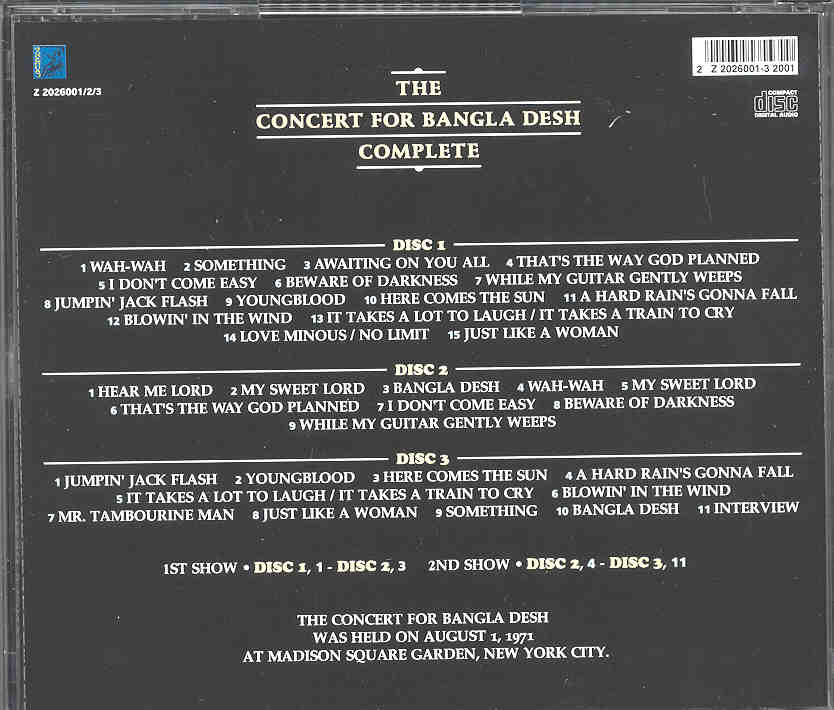 ZEUS
Z 2026001/2/3
2 Z 2026001-3 2001
COMPACT
disc
DIGITAL AUDIO
THE
CONCERT FOR BANGLA DESH
COMPLETE
DISC 1
1 WAH-WAH 2 SOMETHING 3 AWAITING ON YOU ALL 4 THAT'S THE WAY GOD PLANNED
5 I DON'T COME EASY 6 BEWARE OF DARKNESS 7 WHILE MY GUITAR GENTLY WEEPS
8 JUMPIN' JACK FLASH 9 YOUNGBLOOD 10 HERE COMES THE SUN 11 A HARD RAIN'S GONNA FALL
12 BLOWIN' IN THE WIND 13 IT TAKES A LOT TO LAUGH / IT TAKES A TRAIN TO CRY
14 LOVE MINOUS / NO LIMIT 15 JUST LIKE A WOMAN
DISC 2
1 HEAR ME LORD 2 MY SWEET LORD 3 BANGLA DESH 4 WAH-WAH 5 MY SWEET LORD
6 THAT'S THE WAY GOD PLANNED 7 I DON'T COME EASY 8 BEWARE OF DARKNESS
9 WHILE MY GUITAR GENTLY WEEPS
DISC 3
1 JUMPIN' JACK FLASH 2 YOUNGBLOOD 3 HERE COMES THE SUN 4 A HARD RAIN'S GONNA FALL
5 IT TAKES A LOT TO LAUGH / IT TAKES A TRAIN TO CRY 6 BLOWIN' IN THE WIND
7 MR. TAMBOURINE MAN 8 JUST LIKE A WOMAN 9 SOMETHING 10 BANGLA DESH 11 INTERVIEW
1ST SHOW • DISC 1, 1 - DISC 2, 3 2ND SHOW • DISC 2, 4 - DISC 3, 11
THE CONCERT FOR BANGLA DESH
WAS HELD ON AUGUST 1, 1971
AT MADISON SQUARE GARDEN, NEW YORK CITY.